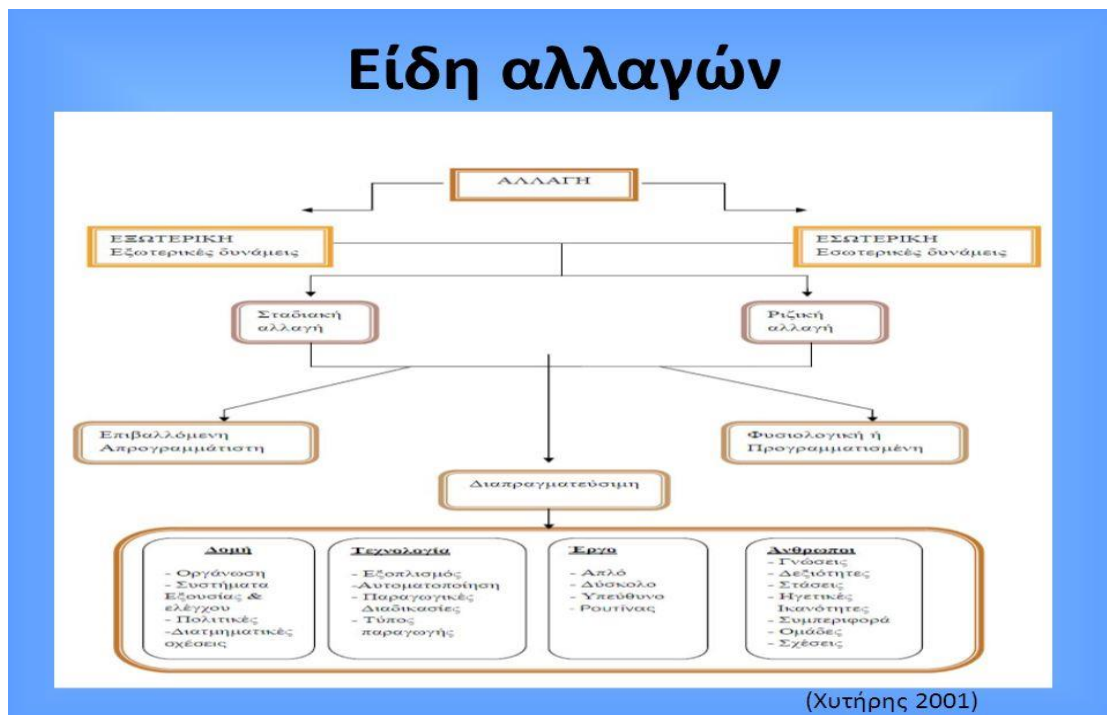 Είδη αλλαγών
ΑΛΛΑΓΗ
ΕΞΩΤΕΡΙΚΗ
Εξωτερικές δυνάμεις
ΕΣΩΤΕΡΙΚΗ
Εσωτερικές δυνάμεις
Σταδιακή
αλλαγή
Ριζική
αλλαγή
Επιβαλλόμενη
Απρογραμμάτιστη
Φυσιολογική ή
Προγραμματισμένη
Διαπραγματεύσιμη
Δομή
- Οργάνωση
- Συστήματα
Εξουσίας &
ελέγχου
- Πολιτικές
-Διατμηματικές
σχέσεις
Τεχνολογία
- Εξοπλισμός
-Αυτοματοποίηση
- Παραγωγικές
Διαδικασίες
- Τύπος
παραγωγής
Έργο
- Απλό
- Δύσκολο
- Υπεύθυνο
- Ρουτίνας
Άνθρωποι
- Γνώσεις
- Δεξιότητες
- Στάσεις
- Ηγετικές
Ικανότητες
- Συμπεριφορά
- Ομάδες
- Σχέσεις
(Χυτήρης 2001)